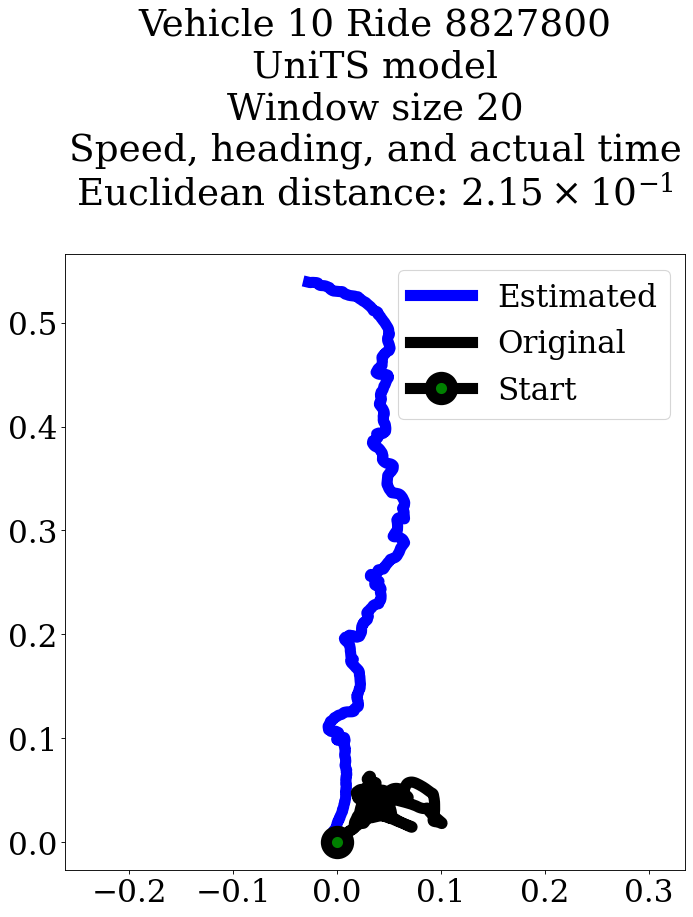 Vehicle 10 Ride 8827800
UniTS model
Window size 20
Speed, heading, and actual time
Euclidean distance: 2.15 × 10⁻¹
Estimated
Original
Start
0.5
0.4
0.3
0.2
0.1
0.0
−0.2 −0.1 0.0 0.1 0.2 0.3